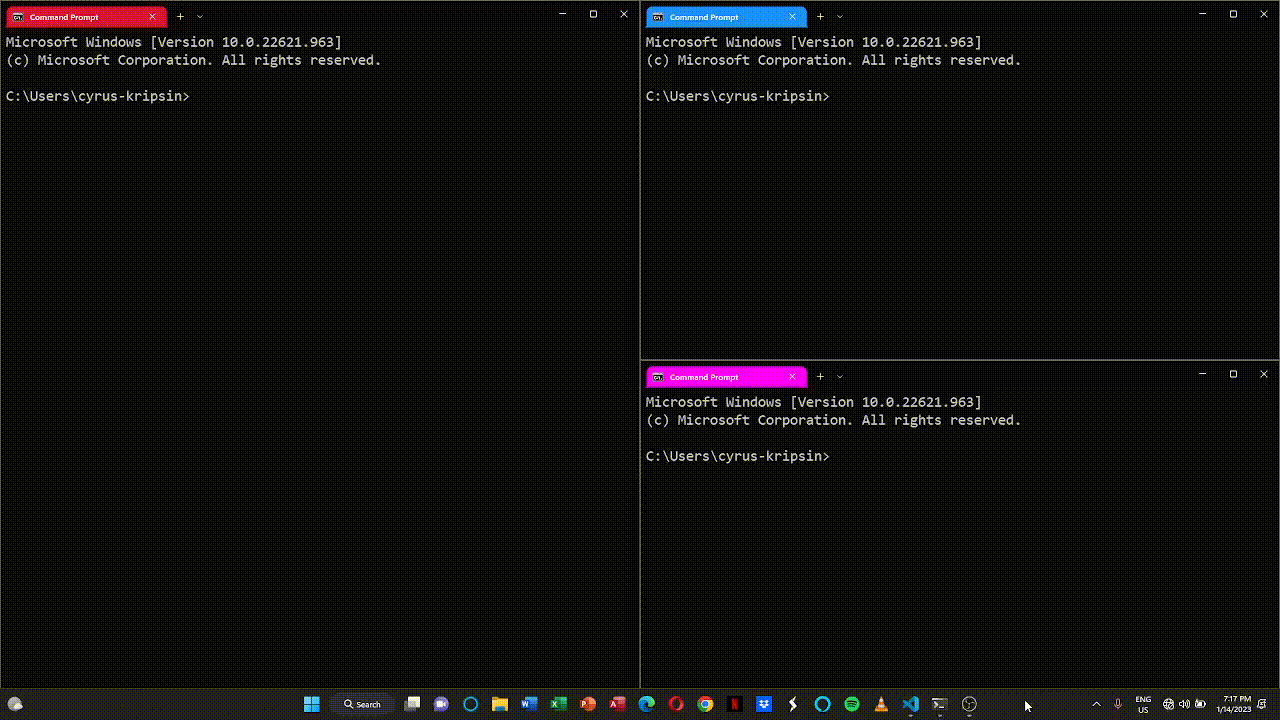 Command Prompt
Microsoft Windows [Version 10.0.22621.963]
(c) Microsoft Corporation. All rights reserved.
C:\Users\cyrus-kripsin>
Command Prompt
Microsoft Windows [Version 10.0.22621.963]
(c) Microsoft Corporation. All rights reserved.
C:\Users\cyrus-kripsin>
Command Prompt
Microsoft Windows [Version 10.0.22621.963]
(c) Microsoft Corporation. All rights reserved.
C:\Users\cyrus-kripsin>
Search
ENG
US
7:17 PM
1/14/2023